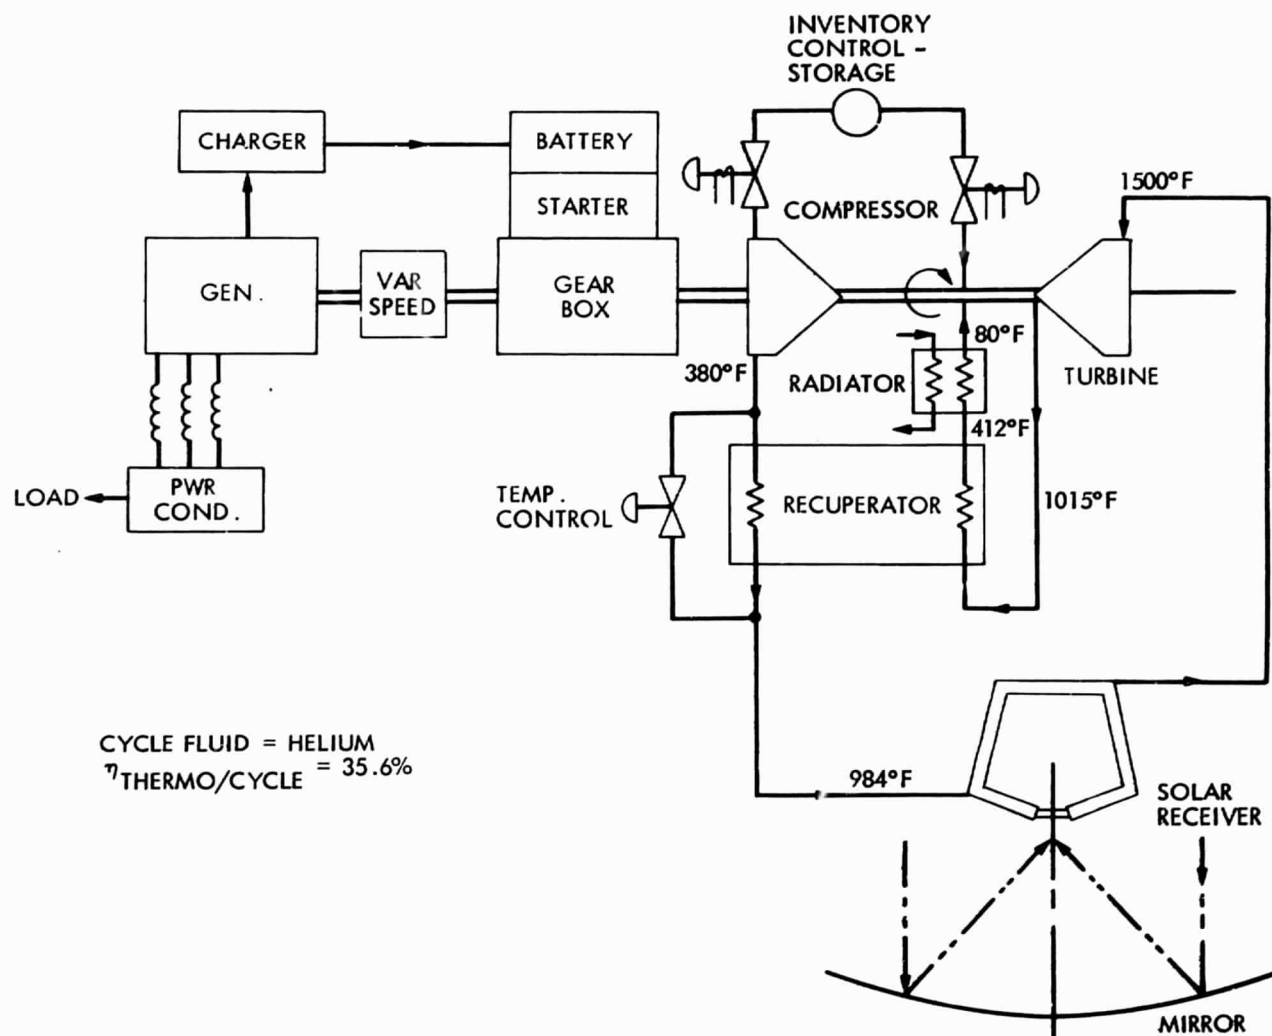 INVENTORY
CONTROL -
STORAGE
CHARGER
BATTERY
STARTER
COMPRESSOR
1500°F
GEN.
VAR
SPEED
GEAR
BOX
380°F
RADIATOR
80°F
TURBINE
412°F
LOAD
PWR
COND.
TEMP.
CONTROL
RECUPERATOR
1015°F
CYCLE FLUID = HELIUM
ηTHERMO/CYCLE = 35.6%
984°F
SOLAR
RECEIVER
MIRROR